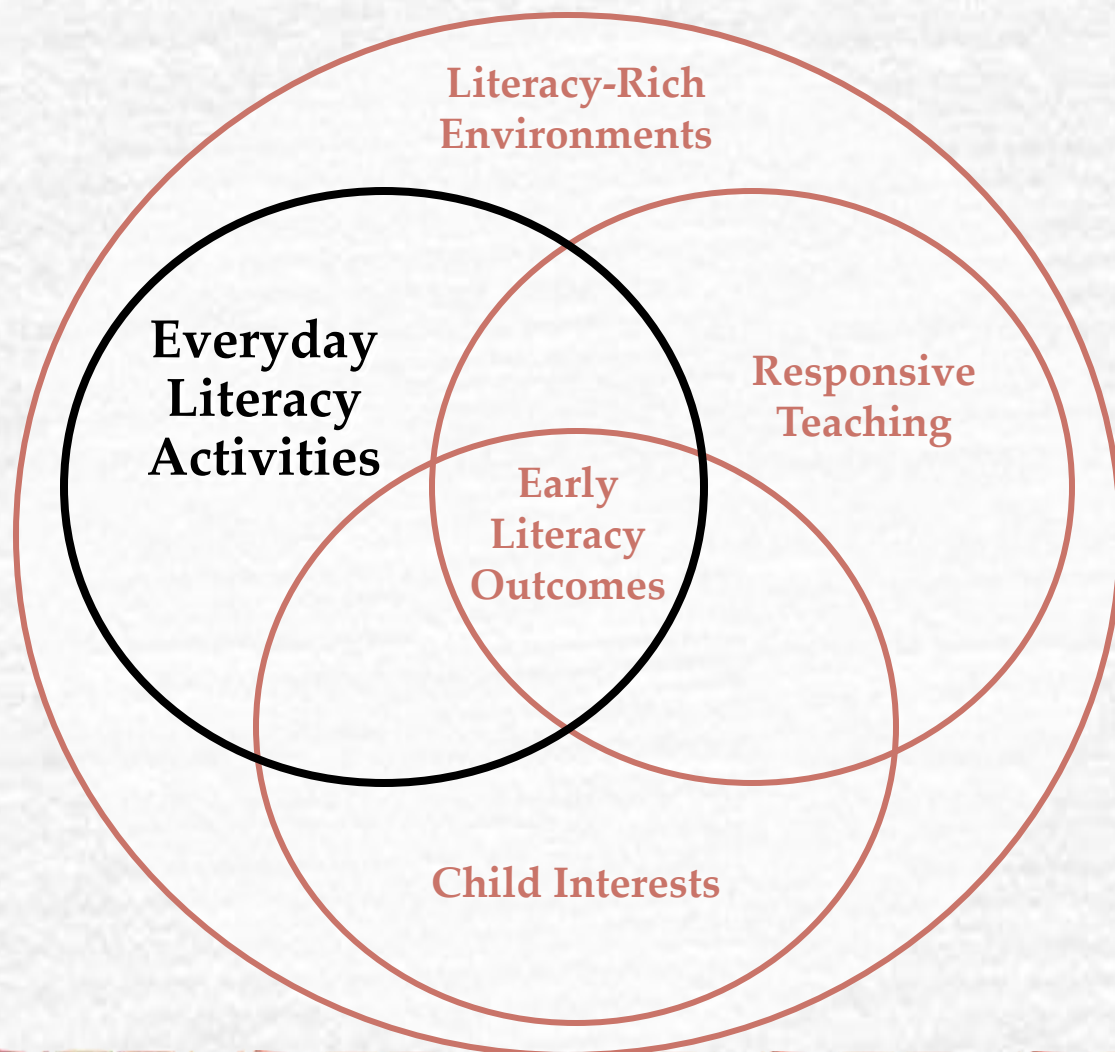 Literacy-Rich
Environments
Everyday
Literacy
Activities
Responsive
Teaching
Early
Literacy
Outcomes
Child Interests